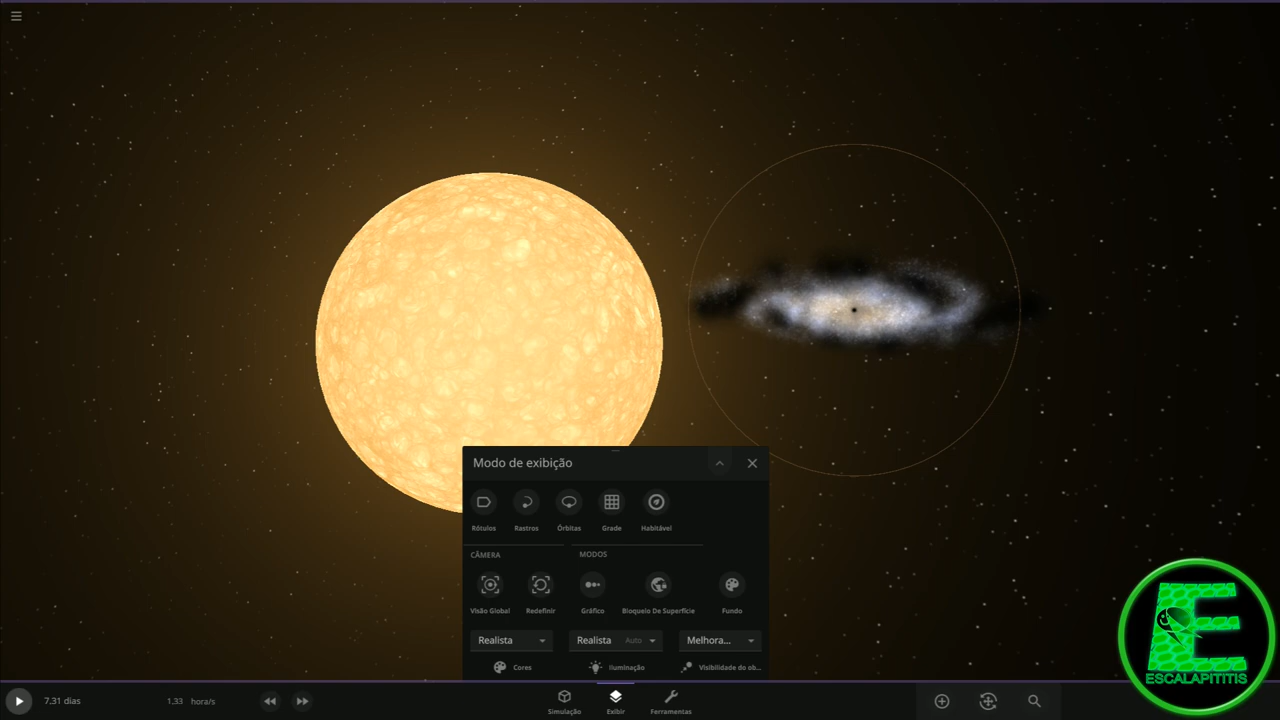 Modo de exibição
Rótulos Rastros Órbitas Grade Habitável
CÂMERA MODOS
Visão Global Redefinir Gráfico Bloqueio De Superfície Fundo
Realista Realista Auto Melhora...
Cores Iluminação Visibilidade do ob...
7.31 dias 1,33 hora/s
Simulação Exibir Ferramentas
E
ESCALAPITITIS